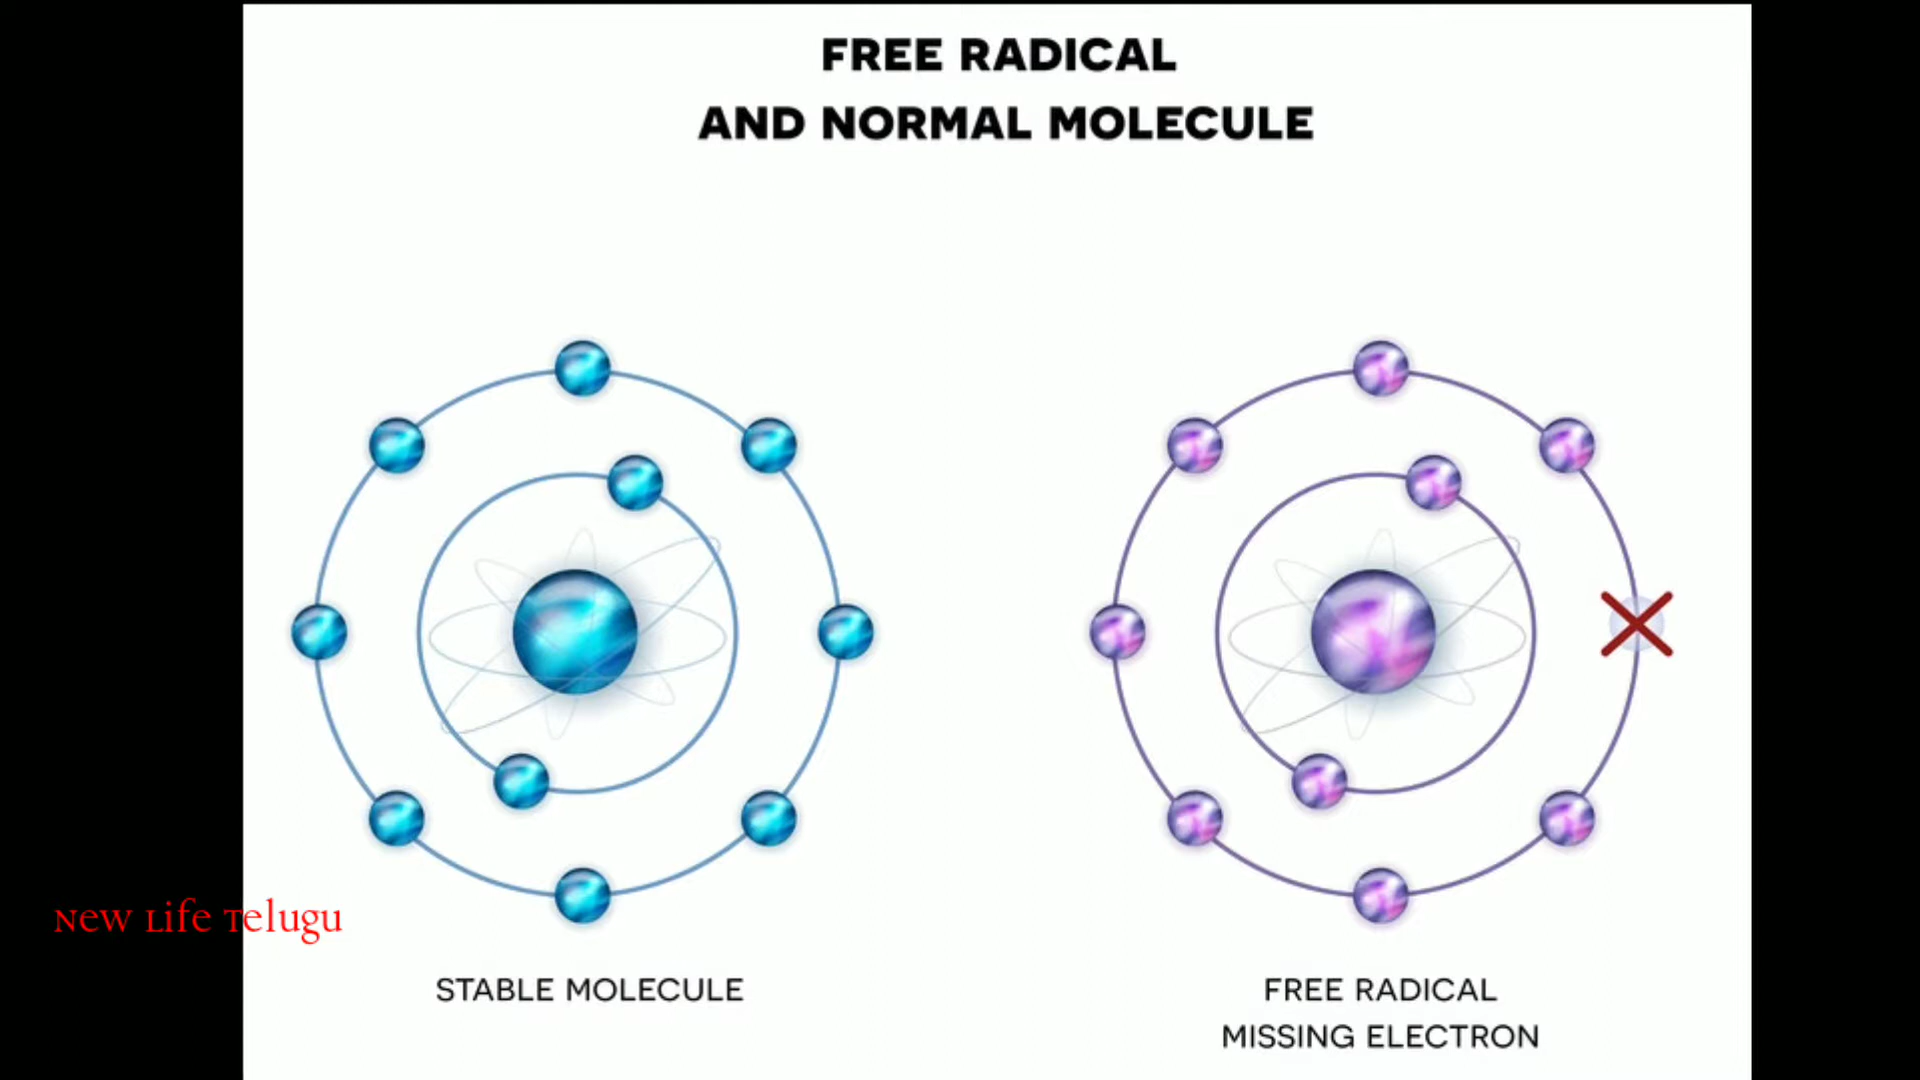 FREE RADICAL
AND NORMAL MOLECULE
New Life Telugu
STABLE MOLECULE
FREE RADICAL
MISSING ELECTRON